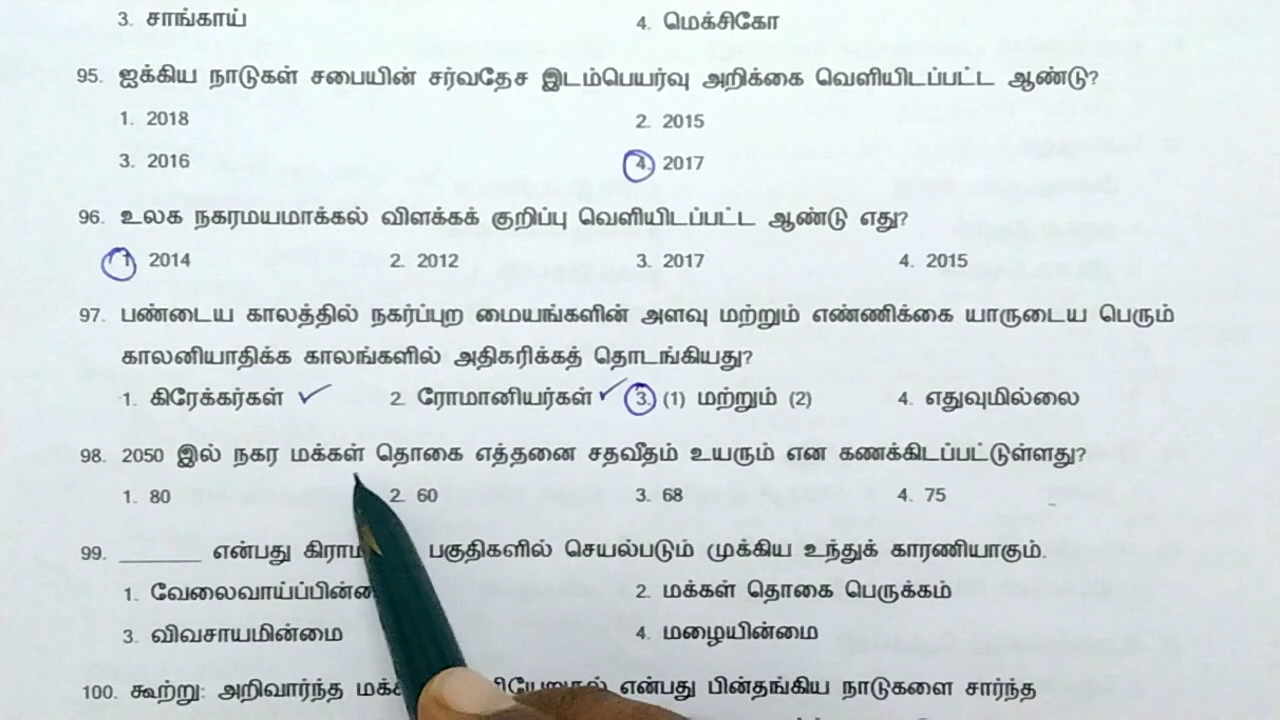 3. சாங்காய் 4. மெக்சிகோ
95. ஐக்கிய நாடுகள் சபையின் சர்வதேச இடம்பெயர்வு அறிக்கை வெளியிடப்பட்ட ஆண்டு?
1. 2018 2. 2015
3. 2016 4. 2017
96. உலக நகரமயமாக்கல் விளக்கக் குறிப்பு வெளியிடப்பட்ட ஆண்டு எது?
1. 2014 2. 2012 3. 2017 4. 2015
97. பண்டைய காலத்தில் நகர்ப்புற மையங்களின் அளவு மற்றும் எண்ணிக்கை யாருடைய பெரும்
காலனியாதிக்க காலங்களில் அதிகரிக்கத் தொடங்கியது?
1. கிரேக்கர்கள் 2. ரோமானியர்கள் 3. (1) மற்றும் (2) 4. எதுவுமில்லை
98. 2050 இல் நகர மக்கள் தொகை எத்தனை சதவீதம் உயரும் என கணக்கிடப்பட்டுள்ளது?
1. 80 2. 60 3. 68 4. 75
99. ________ என்பது கிராம பகுதிகளில் செயல்படும் முக்கிய உந்துக் காரணியாகும்.
1. 2. மக்கள் தொகை பெருக்கம்
3. விவசாயமின்மை 4. மழையின்மை
100. கூற்று: அறிவார்ந்த என்பது பின்தங்கிய நாடுகளை சார்ந்த